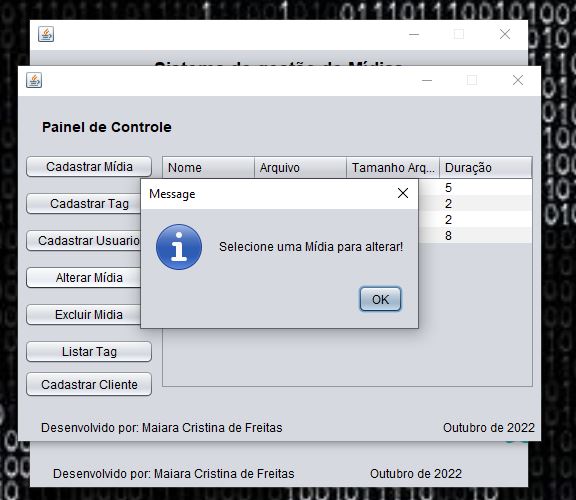 Sistema de gestão de Mídias
Painel de Controle
Cadastrar Mídia
Cadastrar Tag
Cadastrar Usuario
Alterar Mídia
Excluir Midia
Listar Tag
Cadastrar Cliente
Nome Arquivo Tamanho Arq... Duração
5
2
2
8
Message
Selecione uma Mídia para alterar!
OK
Desenvolvido por: Maiara Cristina de Freitas Outubro de 2022
Desenvolvido por: Maiara Cristina de Freitas Outubro de 2022